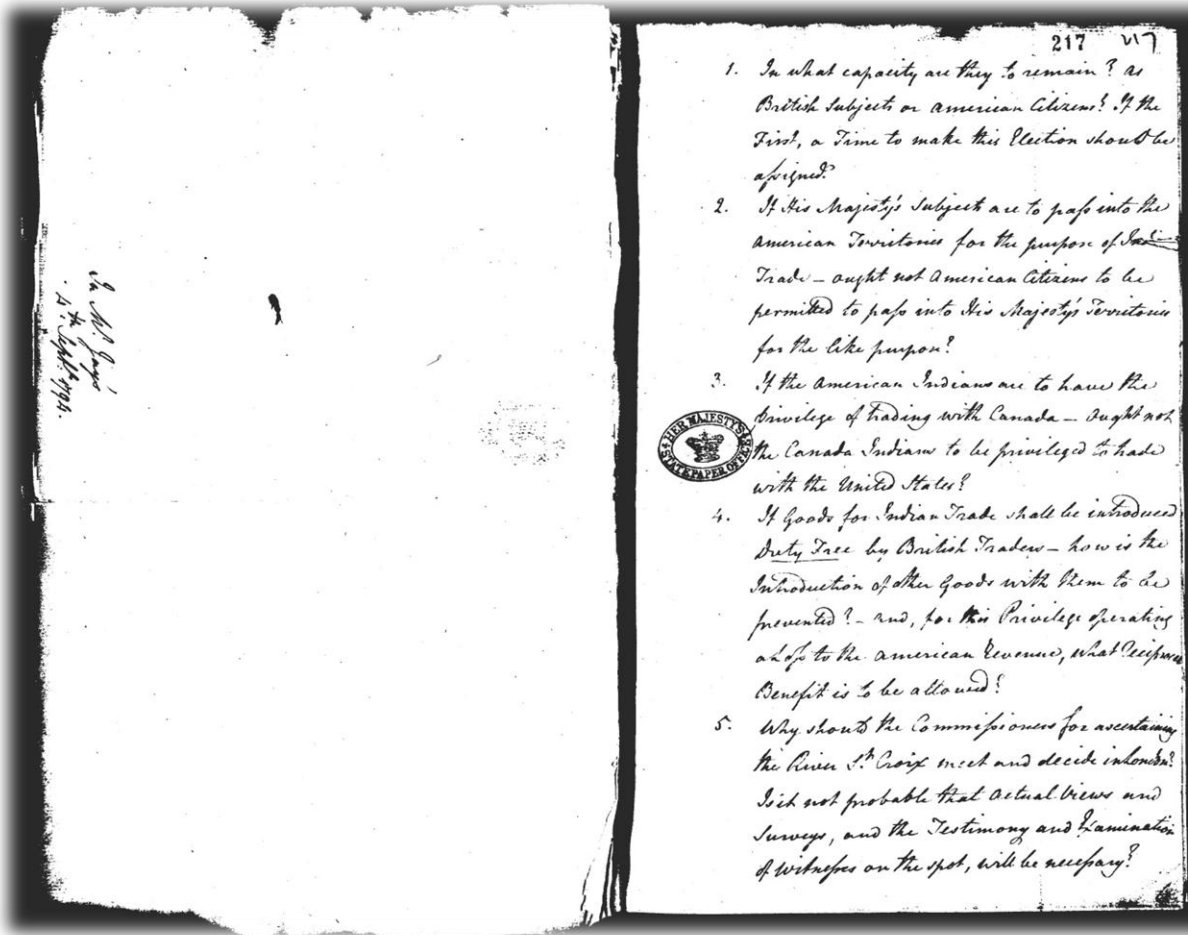 In Mr. Jay's
4th Septr. 1794.
217 217
1. In what capacity are they to remain? as
British Subjects or American Citizens? If the
First, a Time to make this Election should be
assigned.
2. If His Majesty's Subjects are to pass into the
American Territories for the purpose of Indian
Trade – ought not American Citizens to be
permitted to pass into His Majesty's Territories
for the like purpose?
3. If the American Indians are to have the
Privilege of trading with Canada – ought not
the Canada Indians to be privileged to trade
with the United States?
4. If Goods for Indian Trade shall be introduced
Duty Free by British Traders – how is the
Introduction of other Goods with them to be
prevented? – and, for this Privilege operating
a loss to the American Revenue, what reciprocal
Benefit is to be allowed?
5. Why should the Commissioners for ascertaining
the River St. Croix meet and decide in London?
Is it not probable that actual Views and
Surveys, and the Testimony and Examination
of witnesses on the spot, will be necessary?
HER MAJESTY'S
STATE PAPER OFFICE